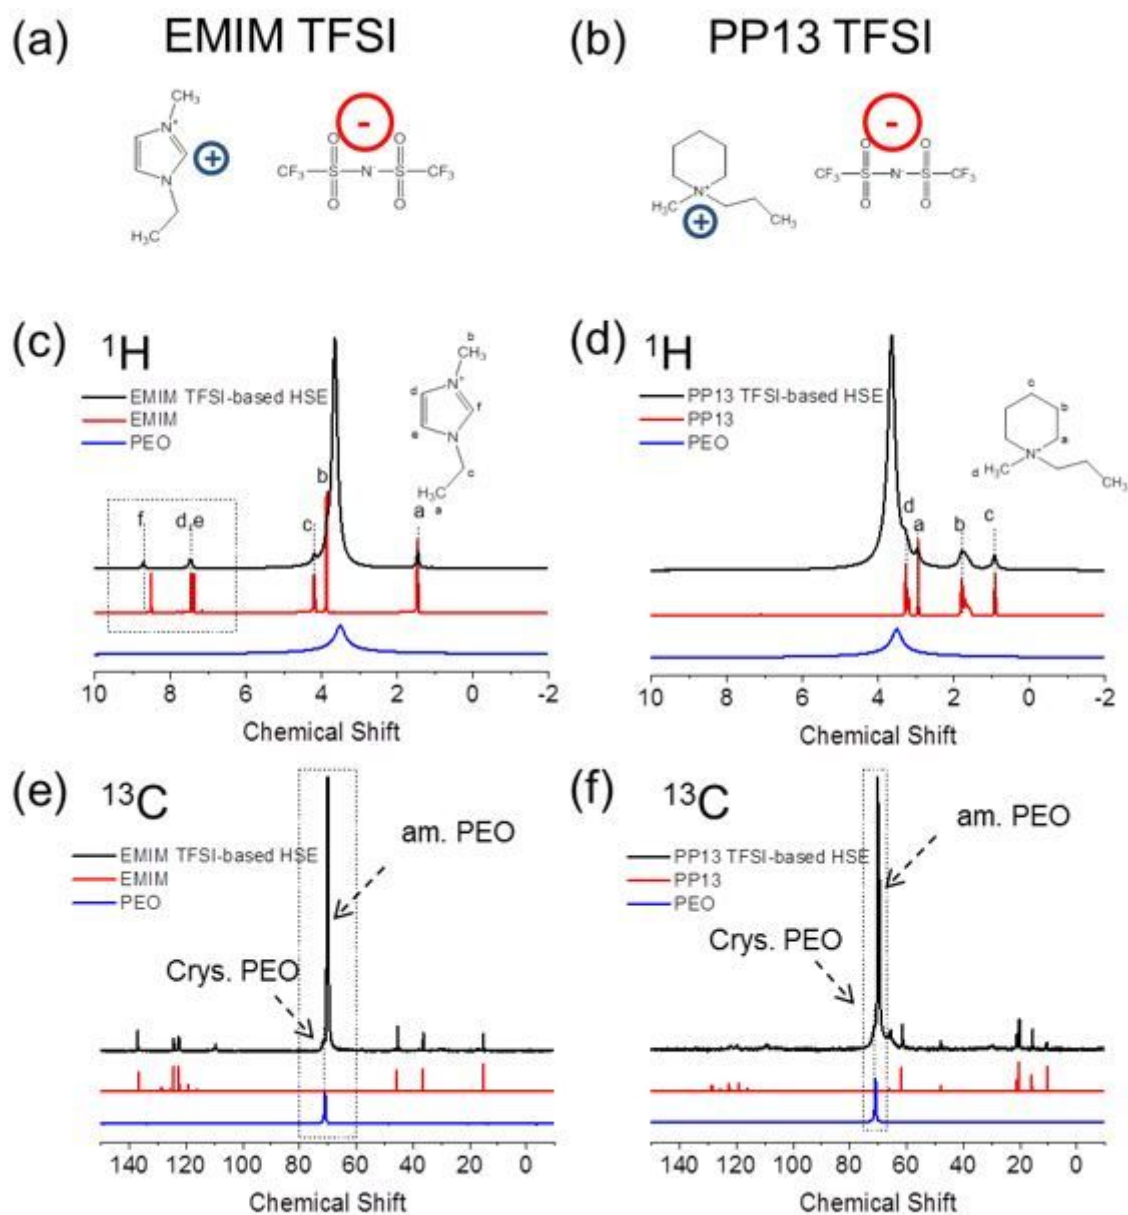 (a) EMIM TFSI
CH₃
N⁺
N
H₃C
+
-
O O
CF₃ S N⁻ S CF₃
O O
(b) PP13 TFSI
N⁺
H₃C
CH₃
+
-
O O
CF₃ S N⁻ S CF₃
O O
(c) ¹H
EMIM TFSI-based HSE
EMIM
PEO
b
CH₃
d
N⁺
f
e
N
c
H₃C
a
f d,e c b a
10 8 6 4 2 0 -2
Chemical Shift
(d) ¹H
PP13 TFSI-based HSE
PP13
PEO
c
b
a
N⁺
d H₃C
CH₃
d a b c
10 8 6 4 2 0 -2
Chemical Shift
(e) ¹³C
EMIM TFSI-based HSE
EMIM
PEO
am. PEO
Crys. PEO
140 120 100 80 60 40 20 0
Chemical Shift
(f) ¹³C
PP13 TFSI-based HSE
PP13
PEO
am. PEO
Crys. PEO
140 120 100 80 60 40 20 0
Chemical Shift